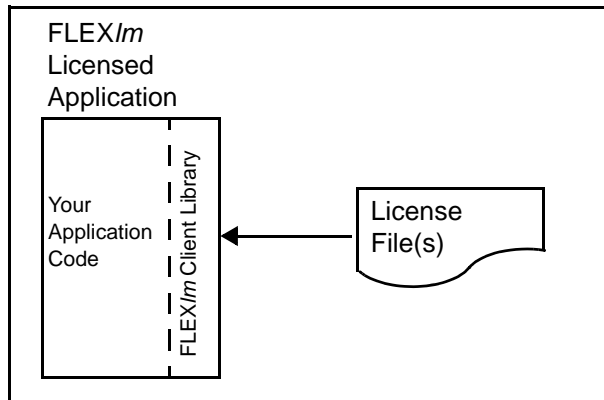 FLEXlm
Licensed
Application
Your
Application
Code
FLEXlm Client Library
License
File(s)